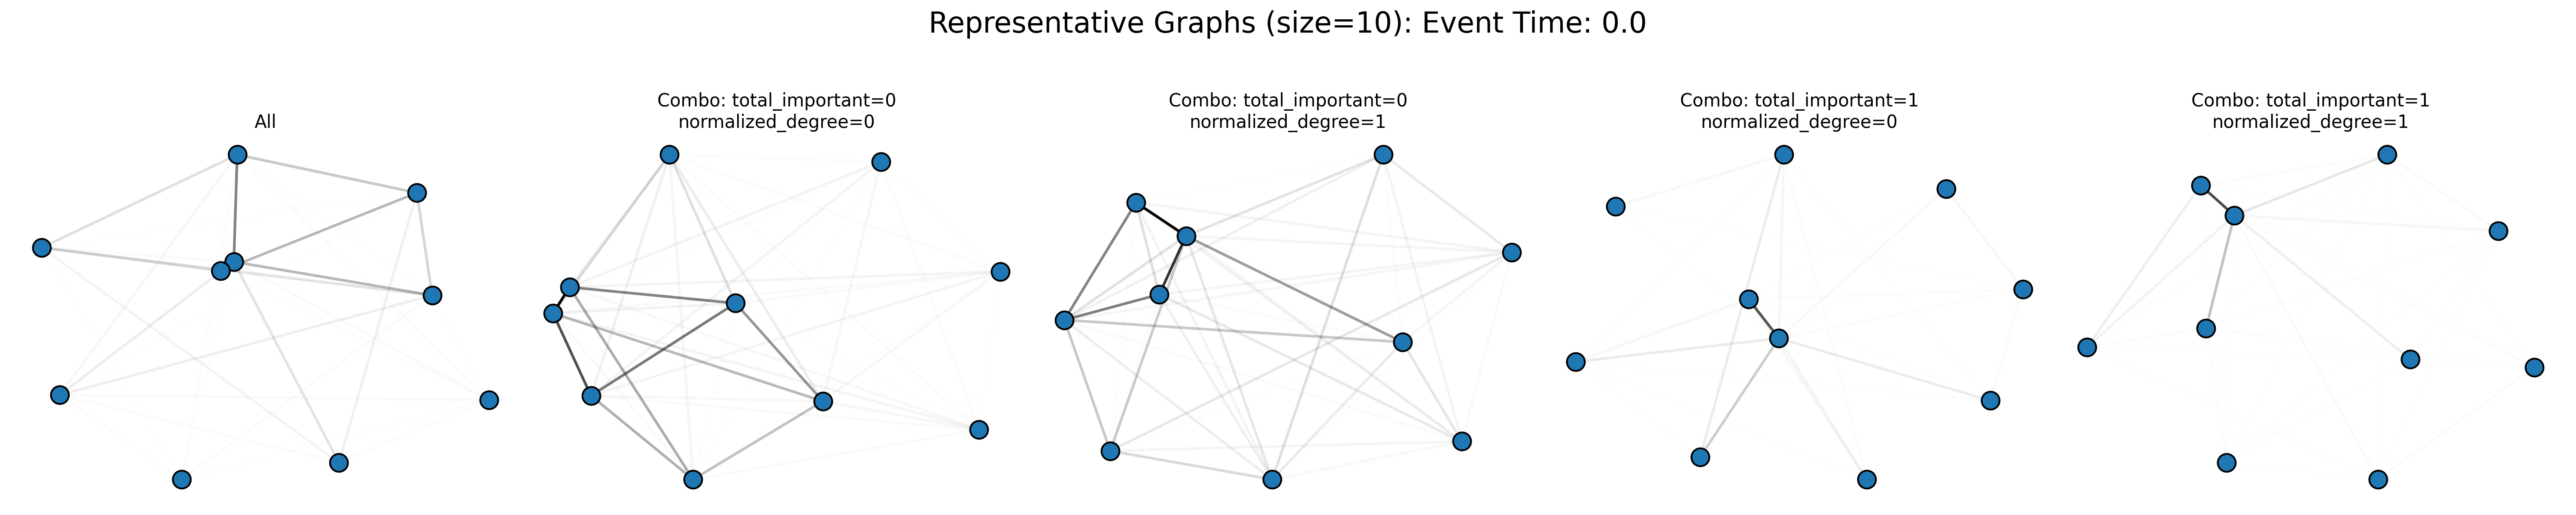 Representative Graphs (size=10): Event Time: 0.0
All
Combo: total_important=0
normalized_degree=0
Combo: total_important=0
normalized_degree=1
Combo: total_important=1
normalized_degree=0
Combo: total_important=1
normalized_degree=1